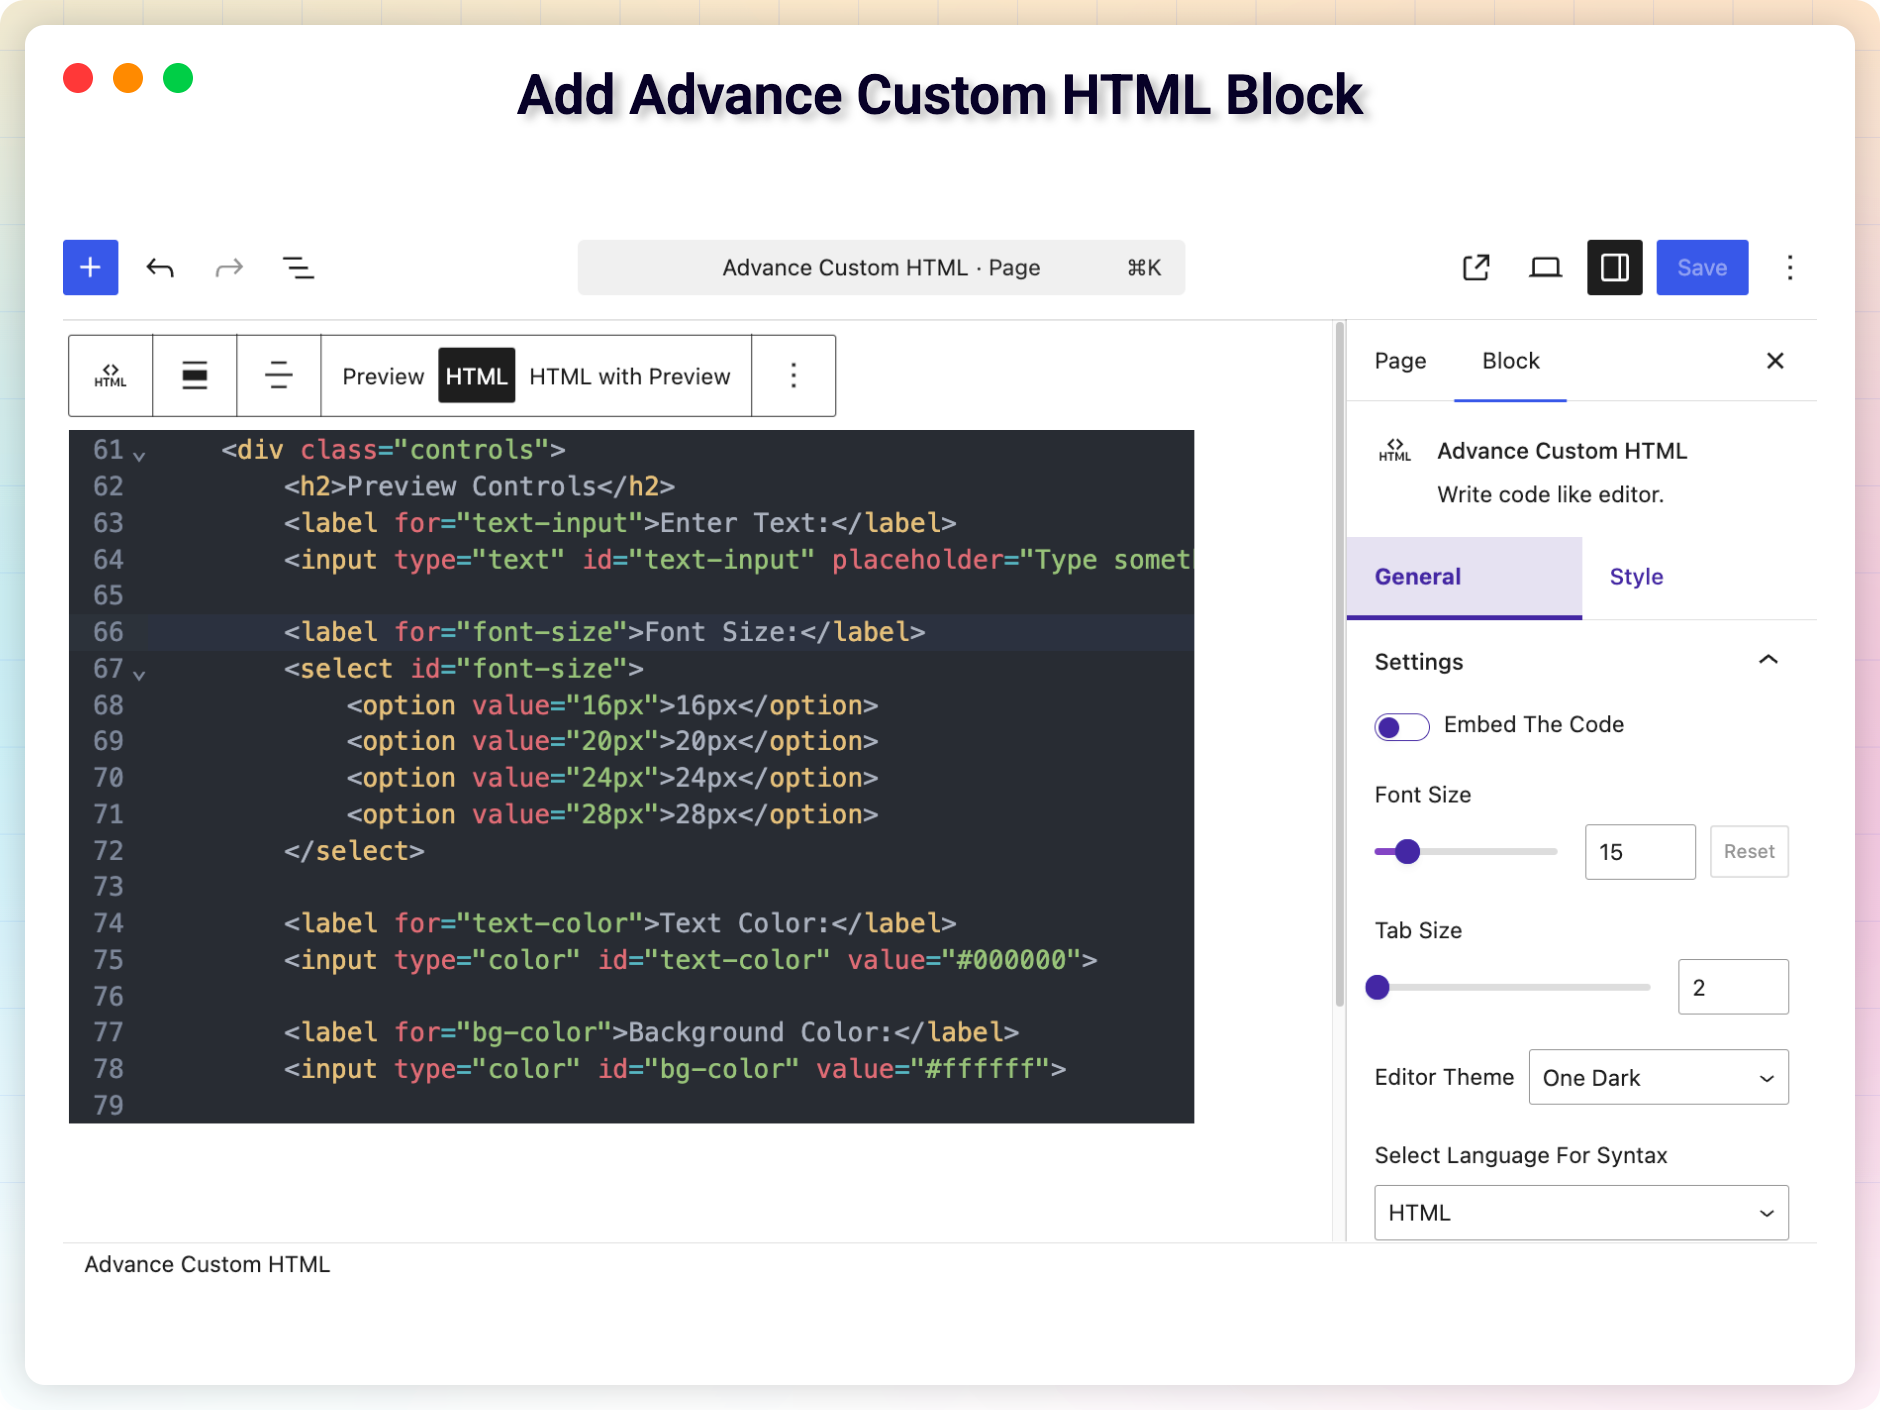 Add Advance Custom HTML Block
Advance Custom HTML · Page ⌘K
Save
HTML
Preview HTML HTML with Preview
61 <div class="controls">
62 <h2>Preview Controls</h2>
63 <label for="text-input">Enter Text:</label>
64 <input type="text" id="text-input" placeholder="Type somet
65
66 <label for="font-size">Font Size:</label>
67 <select id="font-size">
68 <option value="16px">16px</option>
69 <option value="20px">20px</option>
70 <option value="24px">24px</option>
71 <option value="28px">28px</option>
72 </select>
73
74 <label for="text-color">Text Color:</label>
75 <input type="color" id="text-color" value="#000000">
76
77 <label for="bg-color">Background Color:</label>
78 <input type="color" id="bg-color" value="#ffffff">
79
Page Block
HTML
Advance Custom HTML
Write code like editor.
General Style
Settings
Embed The Code
Font Size
15 Reset
Tab Size
2
Editor Theme One Dark
Select Language For Syntax
HTML
Advance Custom HTML